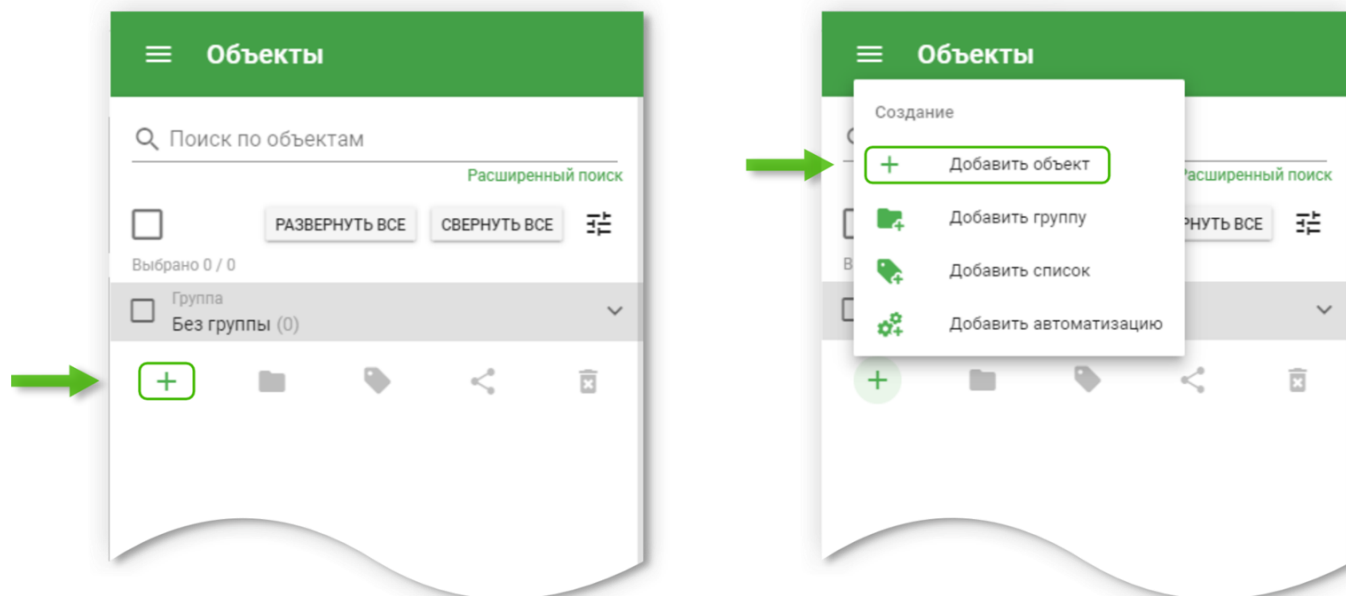 Объекты
Поиск по объектам
Расширенный поиск
РАЗВЕРНУТЬ ВСЕ СВЕРНУТЬ ВСЕ
Выбрано 0 / 0
Группа
Без группы (0)
Объекты
Создание
Добавить объект
Расширенный поиск
Добавить группу
РНУТЬ ВСЕ
В
Добавить список
Добавить автоматизацию